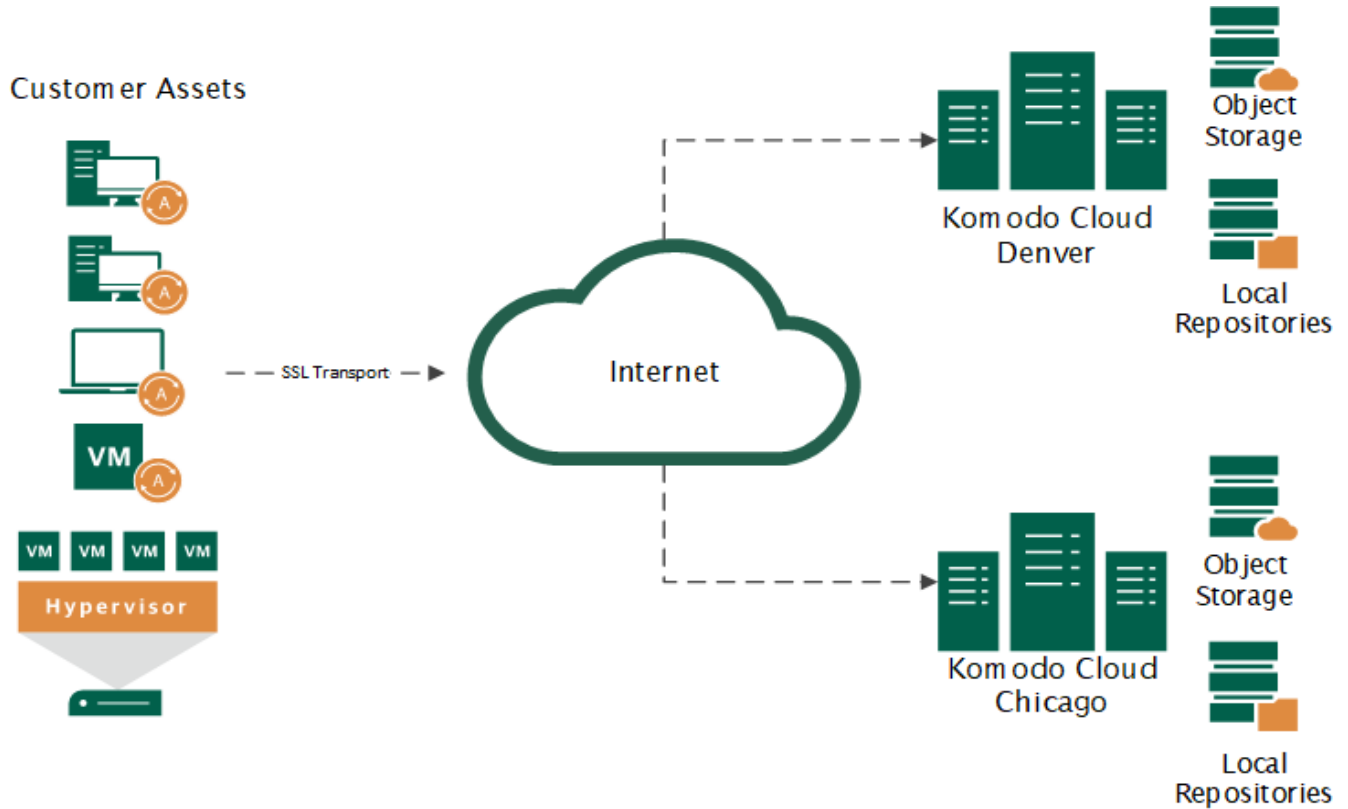 Customer Assets
A
A
A
VM
A
VM VM VM VM
Hypervisor
SSL Transport
Internet
Komodo Cloud
Denver
Object
Storage
Local
Repositories
Komodo Cloud
Chicago
Object
Storage
Local
Repositories